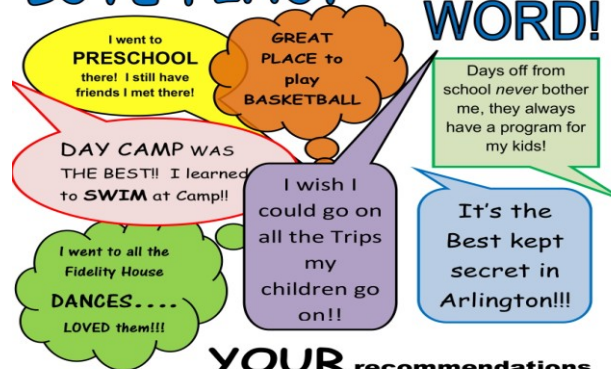 WORD!
I went to
PRESCHOOL
there! I still have
friends I met there!
GREAT
PLACE to
play
BASKETBALL
Days off from
school never bother
me, they always
have a program for
my kids!
DAY CAMP WAS
THE BEST!! I learned
to SWIM at Camp!!
I wish I
could go on
all the Trips
my
children go
on!!
It's the
Best kept
secret in
Arlington!!!
I went to all the
Fidelity House
DANCES....
LOVED them!!!
YOUR recommendations